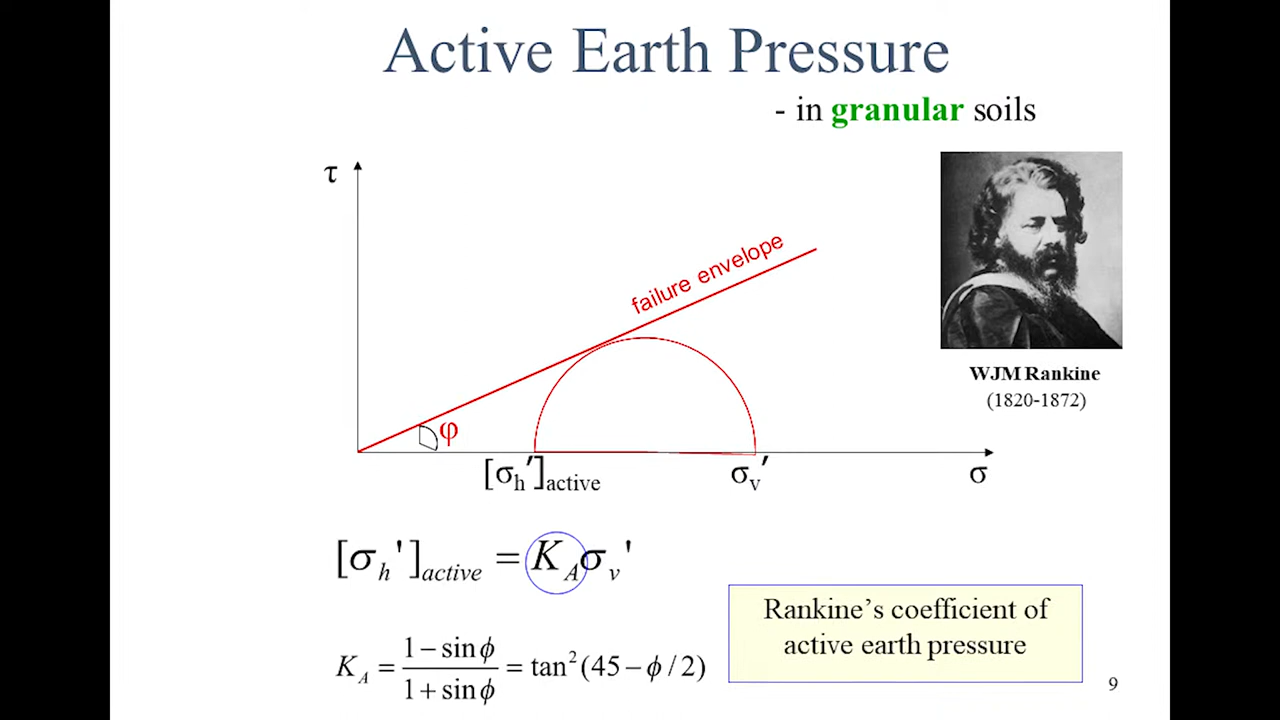 Active Earth Pressure
- in granular soils
τ
failure envelope
φ
[σh′]active
σv′
σ
WJM Rankine
(1820-1872)
[σh']active = KAσv'
Rankine’s coefficient of
active earth pressure
KA = (1 − sin ϕ)/(1 + sin ϕ) = tan²(45 − ϕ / 2)
9